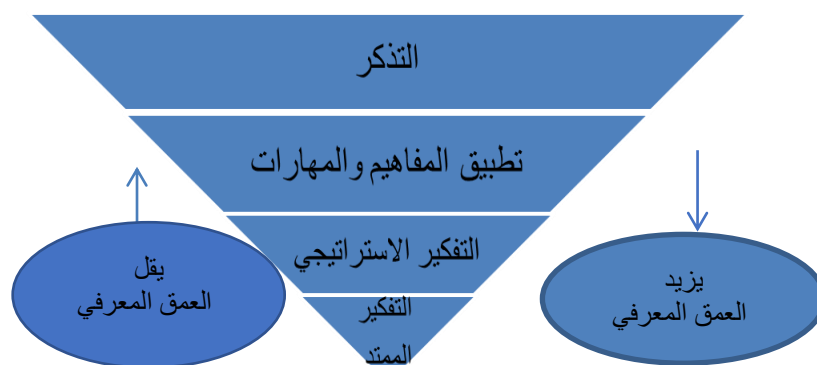 التذكر
تطبيق المفاهيم والمهارات
التفكير الاستراتيجي
التفكير
الممتد
يزيد
العمق المعرفي
يقل
العمق المعرفي